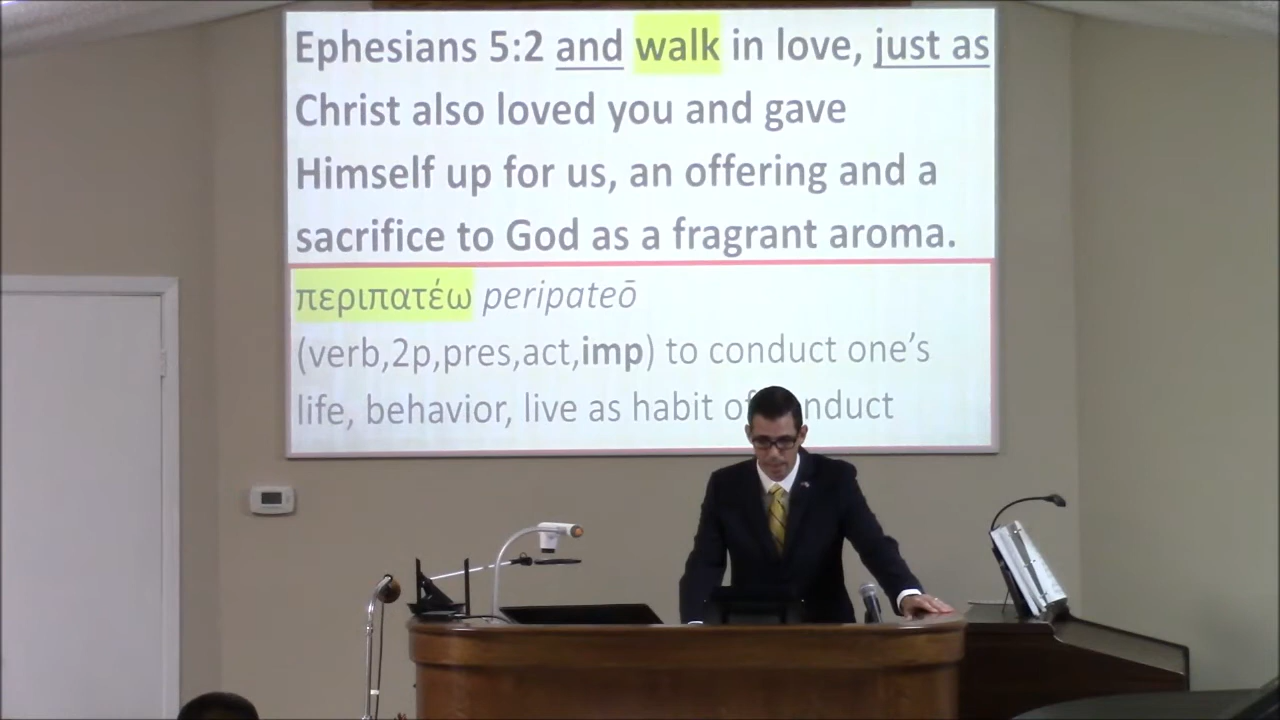 Ephesians 5:2 and walk in love, just as
Christ also loved you and gave
Himself up for us, an offering and a
sacrifice to God as a fragrant aroma.
περιπατέω peripateō
(verb,2p,pres,act,imp) to conduct one's
life, behavior, live as habit of nduct